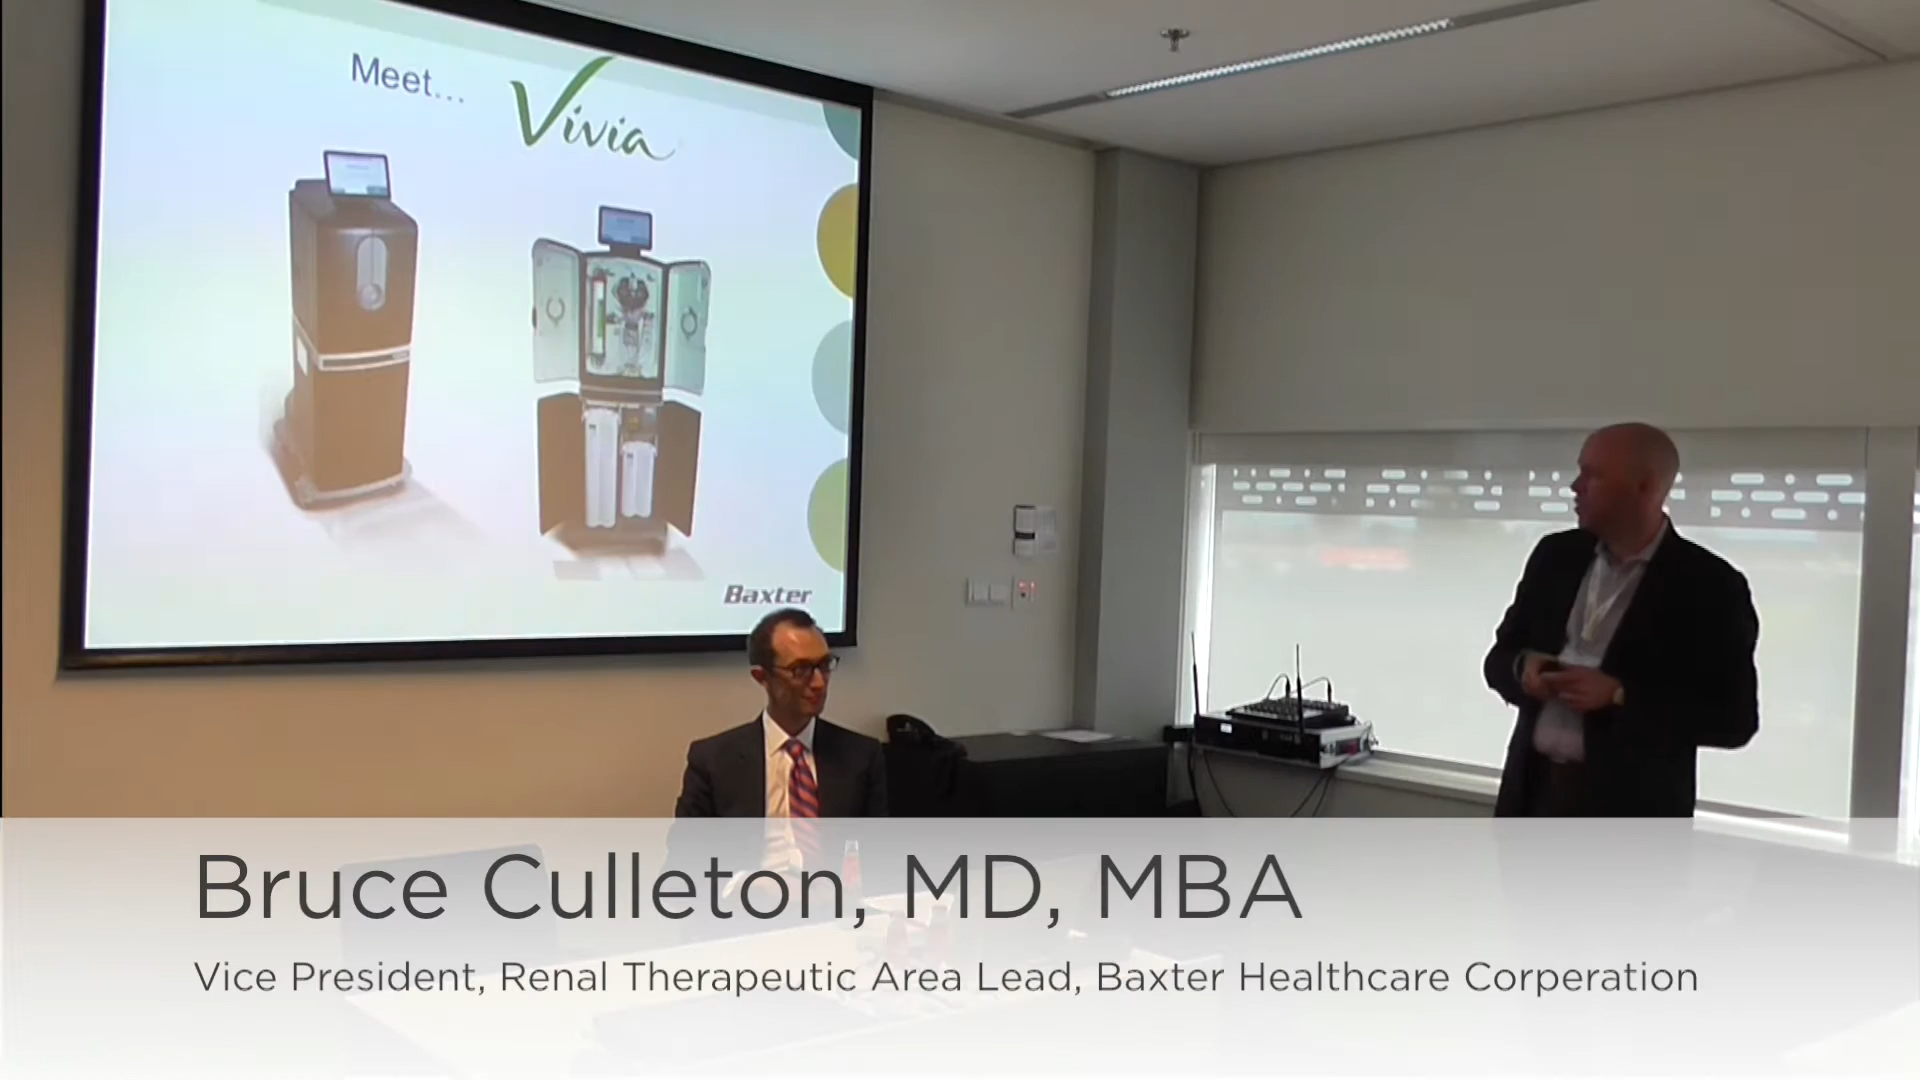 Meet...
Vivia
Baxter
Bruce Culleton, MD, MBA
Vice President, Renal Therapeutic Area Lead, Baxter Healthcare Corperation